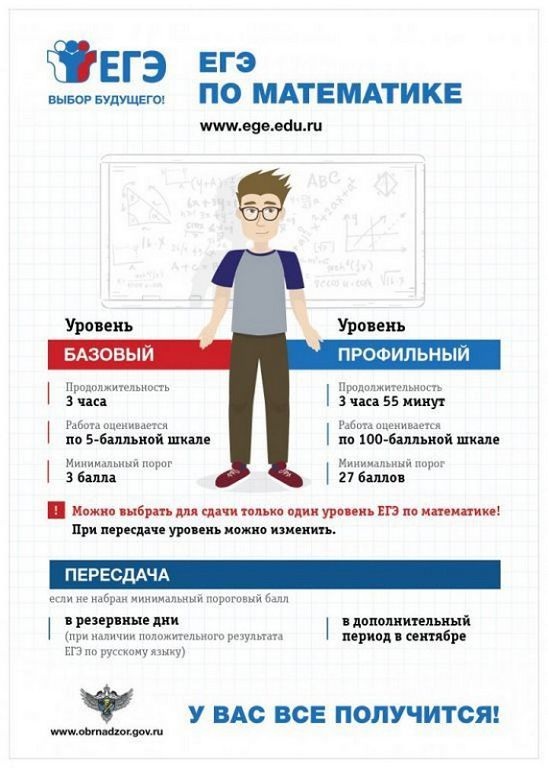 ЕГЭ
ВЫБОР БУДУЩЕГО!
ЕГЭ
ПО МАТЕМАТИКЕ
www.ege.edu.ru
ABC
Уровень
БАЗОВЫЙ
Продолжительность
3 часа
Работа оценивается
по 5-балльной шкале
Минимальный порог
3 балла
Уровень
ПРОФИЛЬНЫЙ
Продолжительность
3 часа 55 минут
Работа оценивается
по 100-балльной шкале
Минимальный порог
27 баллов
! Можно выбрать для сдачи только один уровень ЕГЭ по математике!
При пересдаче уровень можно изменить.
ПЕРЕСДАЧА
если не набран минимальный пороговый балл
в резервные дни
(при наличии положительного результата
ЕГЭ по русскому языку)
в дополнительный
период в сентябре
www.obrnadzor.gov.ru
У ВАС ВСЕ ПОЛУЧИТСЯ!